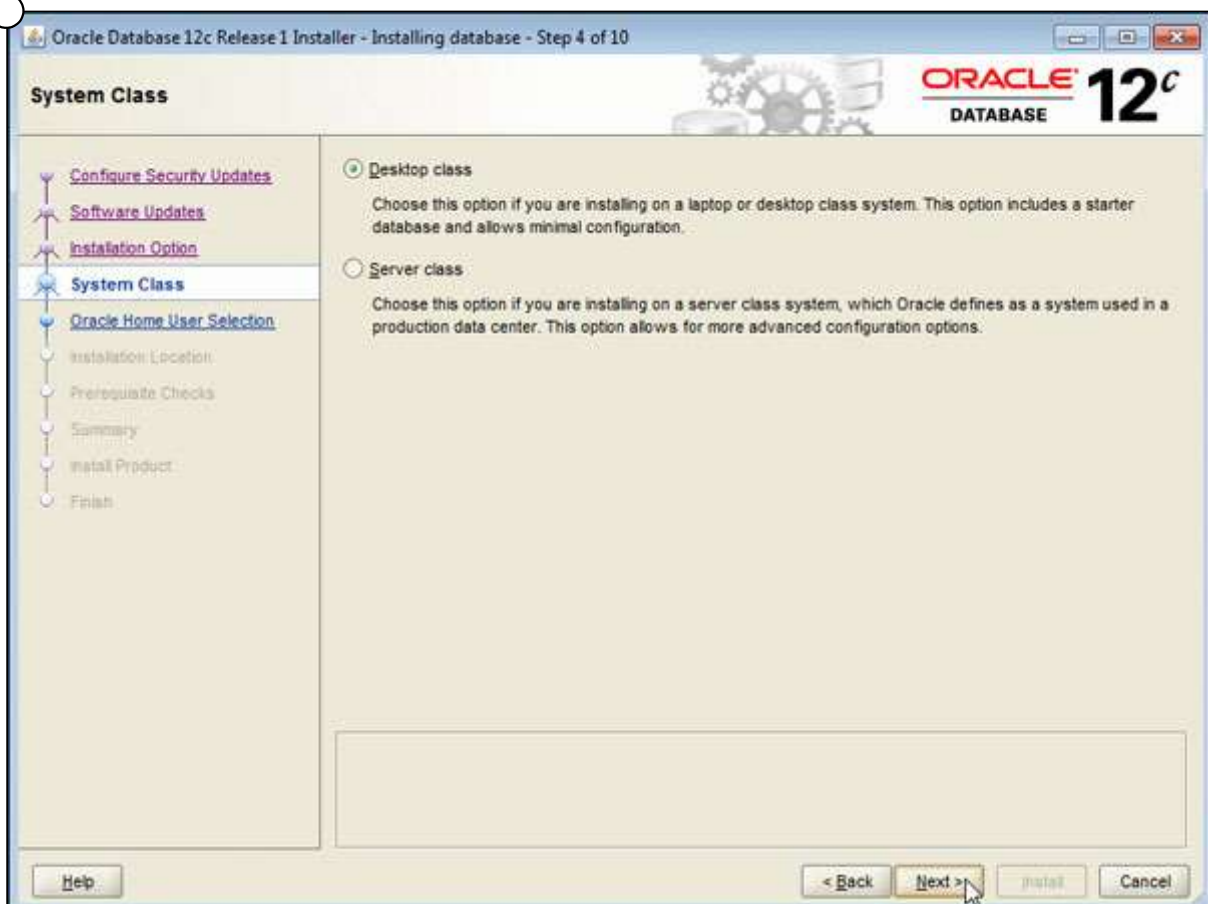 Oracle Database 12c Release 1 Installer - Installing database - Step 4 of 10
System Class
ORACLE
DATABASE
12c
Configure Security Updates
Software Updates
Installation Option
System Class
Oracle Home User Selection
Installation Location
Prerequisite Checks
Summary
Install Product
Finish
Desktop class
Choose this option if you are installing on a laptop or desktop class system. This option includes a starter
database and allows minimal configuration.
Server class
Choose this option if you are installing on a server class system, which Oracle defines as a system used in a
production data center. This option allows for more advanced configuration options.
Help
< Back
Next >
Install
Cancel